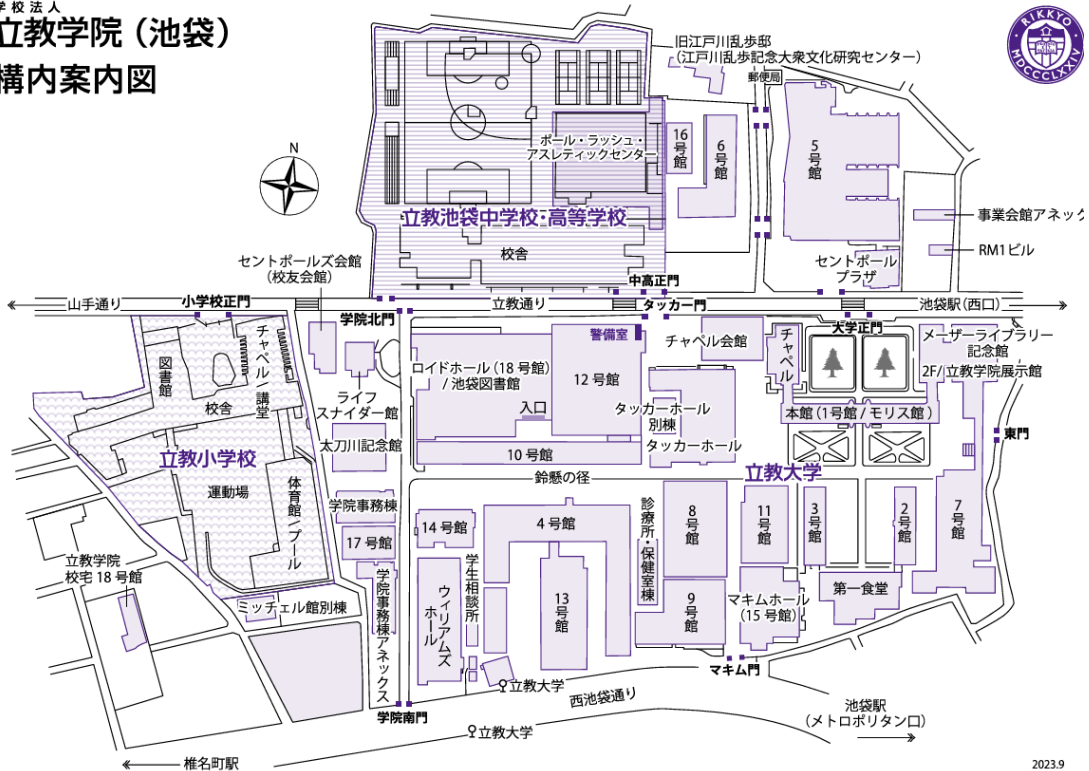 学校法人
立教学院（池袋）
構内案内図
RIKKYO
MDCCCLXXIV
N
旧江戸川乱歩邸
（江戸川乱歩記念大衆文化研究センター）
郵便局
ポール・ラッシュ・
アスレティックセンター
16号館
6号館
5号館
立教池袋中学校・高等学校
校舎
事業会館アネック
RM1ビル
セントポール
プラザ
セントポールズ会館
（校友会館）
中高正門
山手通り
小学校正門
立教通り
タッカー門
池袋駅（西口）
学院北門
大学正門
警備室
チャペル会館
チャペル
メーザーライブラリー
記念館
2F/立教学院展示館
図書館
チャペル/講堂
校舎
ライフ
スナイダー館
ロイドホール（18号館）
/池袋図書館
12号館
入口
タッカーホール
別棟
タッカーホール
本館（1号館/モリス館）
東門
太刀川記念館
10号館
立教小学校
運動場
体育館/プール
鈴懸の径
立教大学
学院事務棟
17号館
14号館
4号館
診療所・保健室棟
8号館
11号館
3号館
2号館
7号館
立教学院
校宅18号館
ミッチェル館別棟
学院事務棟アネックス
ウィリアムズ
ホール
学生相談所
13号館
9号館
マキムホール
（15号館）
第一食堂
マキム門
立教大学
西池袋通り
学院南門
立教大学
池袋駅
（メトロポリタン口）
椎名町駅
2023.9